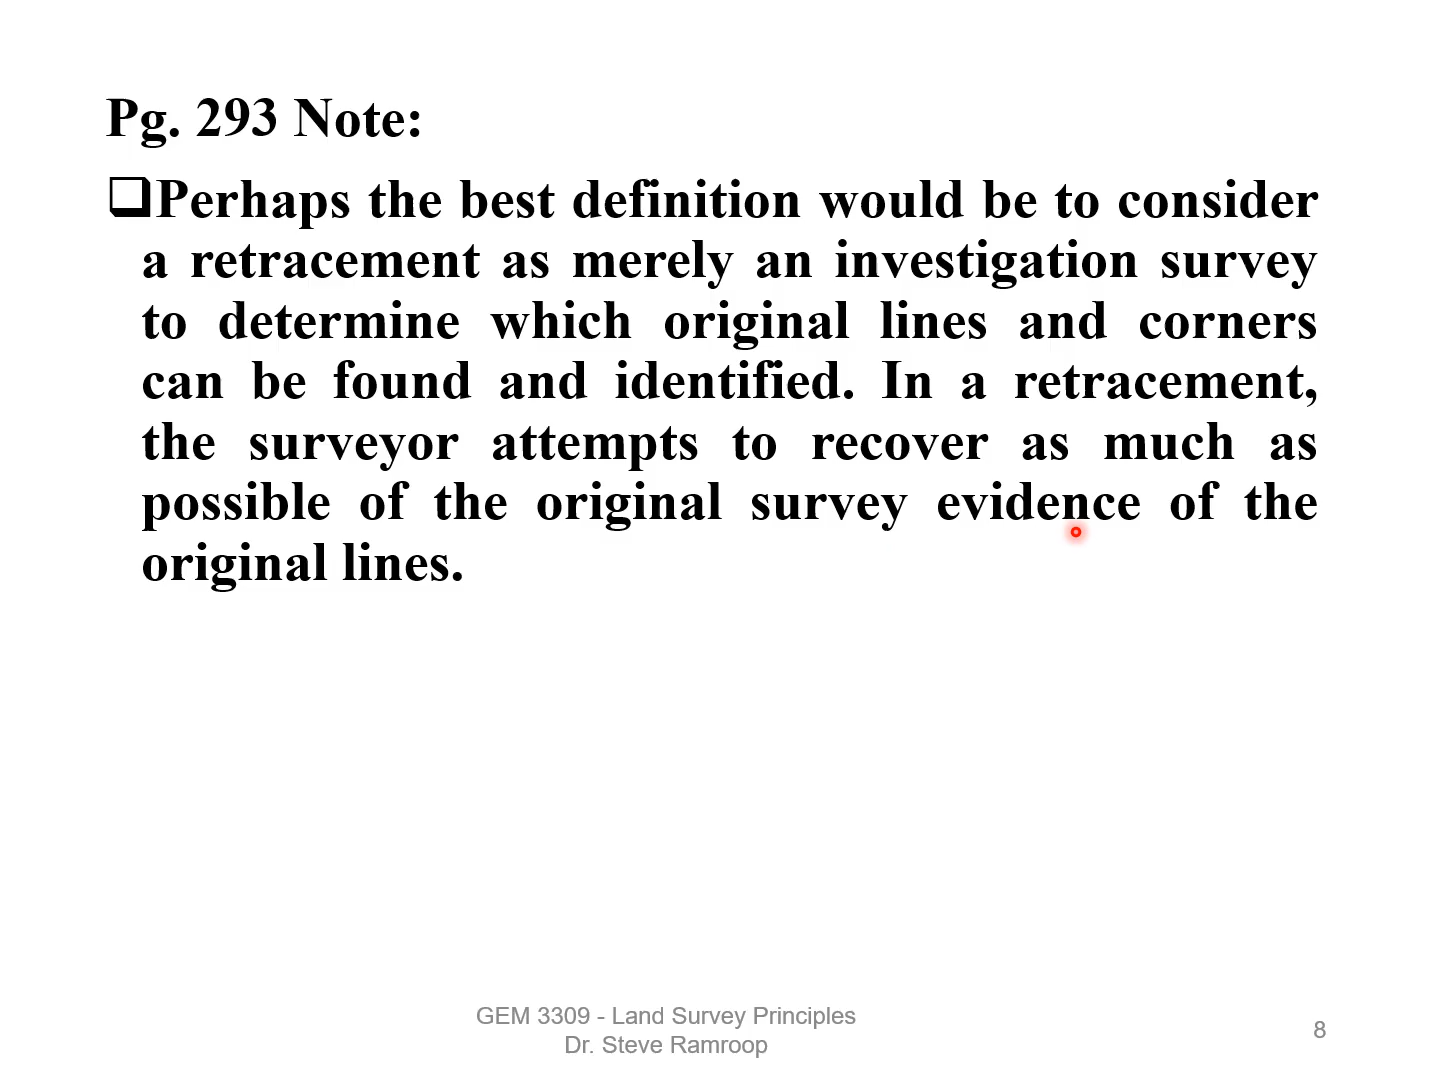 Pg. 293 Note:
❑Perhaps the best definition would be to consider
a retracement as merely an investigation survey
to determine which original lines and corners
can be found and identified. In a retracement,
the surveyor attempts to recover as much as
possible of the original survey evidence of the
original lines.
GEM 3309 - Land Survey Principles
Dr. Steve Ramroop
8